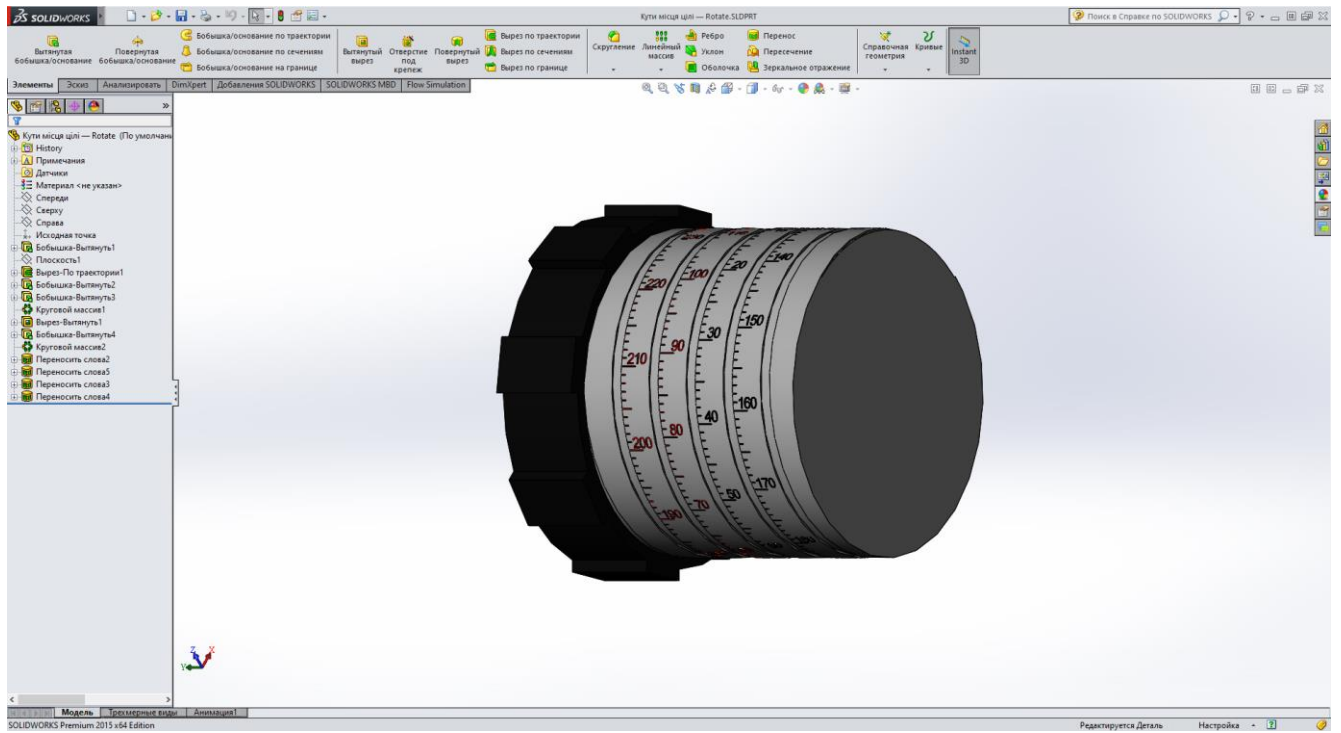 SOLIDWORKS
Кути місця цілі — Rotate.SLDPRT
Поиск в Справке по SOLIDWORKS
Вытянутая бобышка/основание
Повернутая бобышка/основание
Бобышка/основание по траектории
Бобышка/основание по сечениям
Бобышка/основание на границе
Вытянутый вырез
Отверстие под крепеж
Повернутый вырез
Вырез по траектории
Вырез по сечениям
Вырез по границе
Скругление
Линейный массив
Ребро
Уклон
Оболочка
Перенос
Пересечение
Зеркальное отражение
Справочная геометрия
Кривые
Instant 3D
Элементы
Эскиз
Анализировать
DimXpert
Добавления SOLIDWORKS
SOLIDWORKS MBD
Flow Simulation
Кути місця цілі — Rotate (По умолчан
History
Примечания
Датчики
Материал <не указан>
Спереди
Сверху
Справа
Исходная точка
Бобышка-Вытянуть1
Плоскость1
Вырез-По траектории1
Бобышка-Вытянуть2
Бобышка-Вытянуть3
Круговой массив1
Вырез-Вытянуть1
Бобышка-Вытянуть4
Круговой массив2
Переносить слова2
Переносить слова5
Переносить слова3
Переносить слова4
220
210
200
190
100
90
80
70
20
30
40
50
140
150
160
170
Z
X
Y
Модель
Трехмерные виды
Анимация1
SOLIDWORKS Premium 2015 x64 Edition
Редактируется Деталь
Настройка